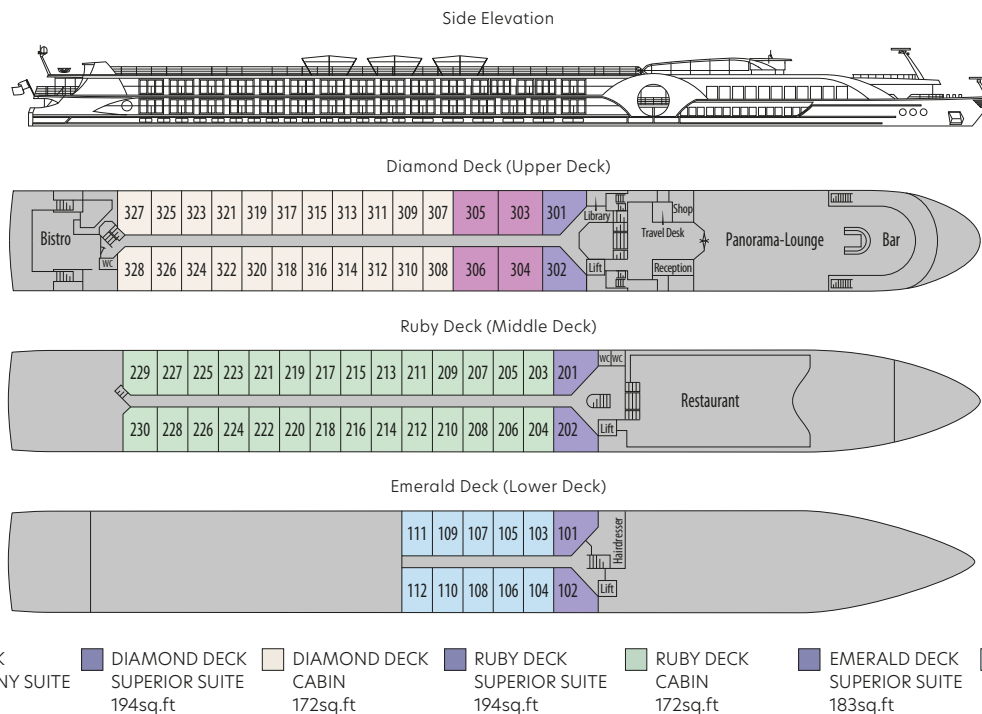 Side Elevation
Diamond Deck (Upper Deck)
327 325 323 321 319 317 315 313 311 309 307 305 303 301
Library
Shop
Travel Desk
Bistro
Panorama-Lounge
Bar
WC
328 326 324 322 320 318 316 314 312 310 308 306 304 302
Lift
Reception
Ruby Deck (Middle Deck)
229 227 225 223 221 219 217 215 213 211 209 207 205 203 201
WC WC
Restaurant
230 228 226 224 222 220 218 216 214 212 210 208 206 204 202
Lift
Emerald Deck (Lower Deck)
111 109 107 105 103 101
Hairdresser
112 110 108 106 104 102
Lift
NY SUITE
DIAMOND DECK
SUPERIOR SUITE
194sq.ft
DIAMOND DECK
CABIN
172sq.ft
RUBY DECK
SUPERIOR SUITE
194sq.ft
RUBY DECK
CABIN
172sq.ft
EMERALD DECK
SUPERIOR SUITE
183sq.ft